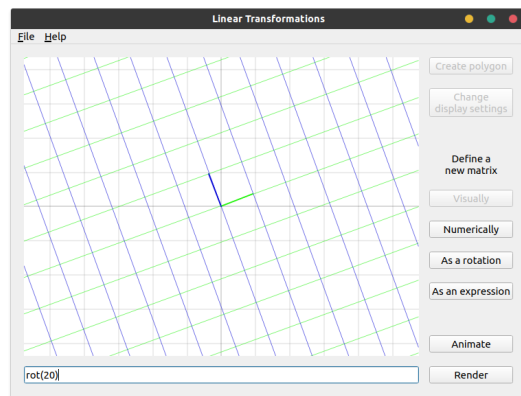 Linear Transformations
File Help
Create polygon
Change
display settings
Define a
new matrix
Visually
Numerically
As a rotation
As an expression
Animate
rot(20)
Render